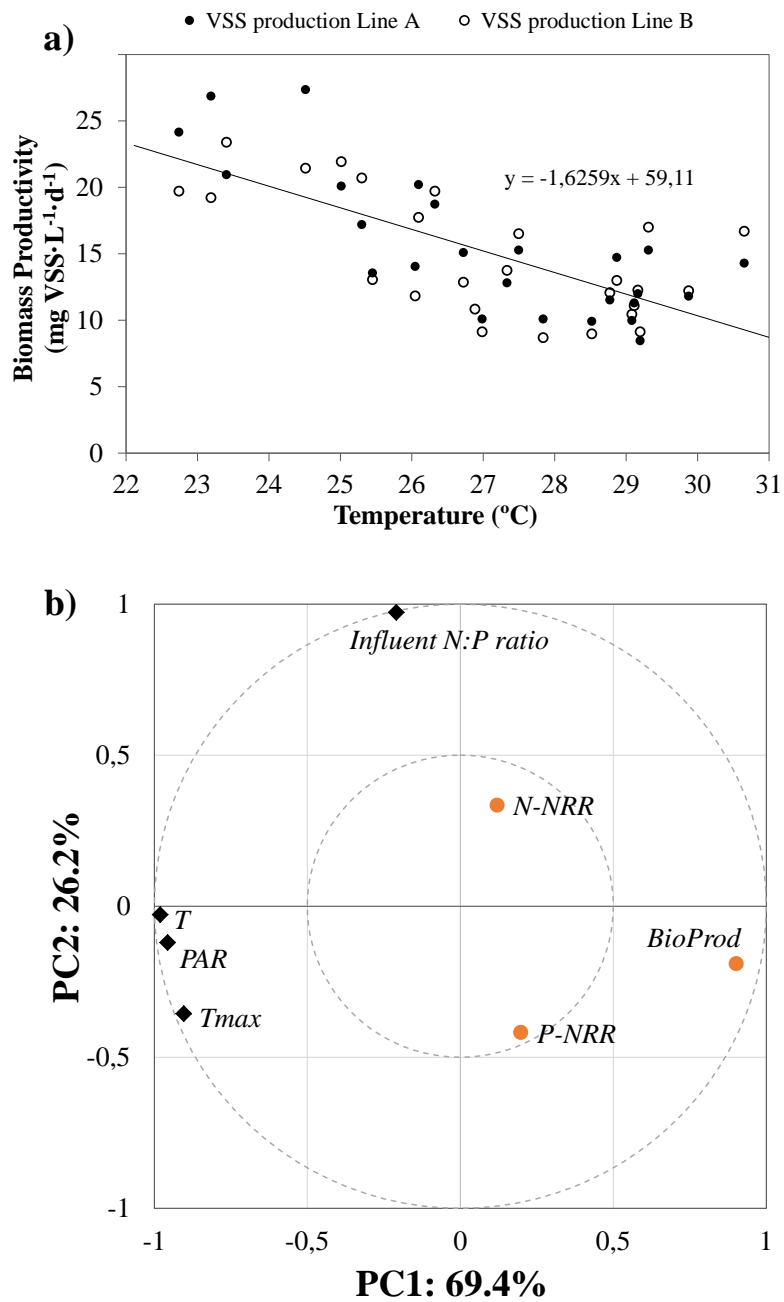 ● VSS production Line A ○ VSS production Line B
a)
Biomass Productivity
(mg VSS·L⁻¹·d⁻¹)
25
20
15
10
5
0
y = -1,6259x + 59,11
22 23 24 25 26 27 28 29 30 31
Temperature (ºC)
b)
PC2: 26.2%
1
0,5
0
-0,5
-1
Influent N:P ratio
N-NRR
T
PAR
BioProd
Tmax
P-NRR
-1 -0,5 0 0,5 1
PC1: 69.4%